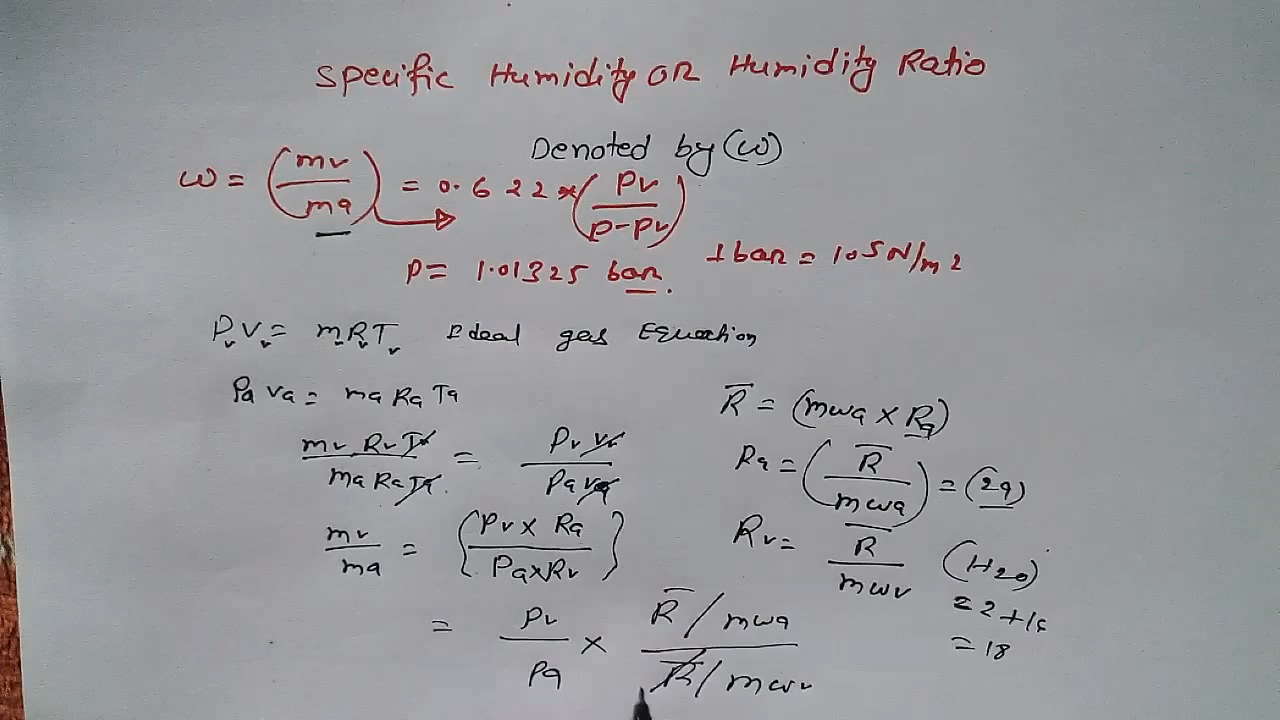 Specific Humidity OR Humidity Ratio
Denoted by (ω)
ω = (mv/ma) = 0.622 × (Pv/P-Pv)
P = 1.01325 bar. 1 bar = 105N/m2
PvVv = mvRvTv Ideal gas Equation
PaVa = maRaTa
R̅ = (mwa × Ra)
mvRvTv/maRaTa = PvVv/PaVa
Ra = (R̅/mwa) = (29)
mv/ma = {Pv × Ra/Pa×Rv}
Rv = R̅/mwv (H2O)
= 2+16
= 18
= Pv/Pa × R̅/mwa/R̅/mwv